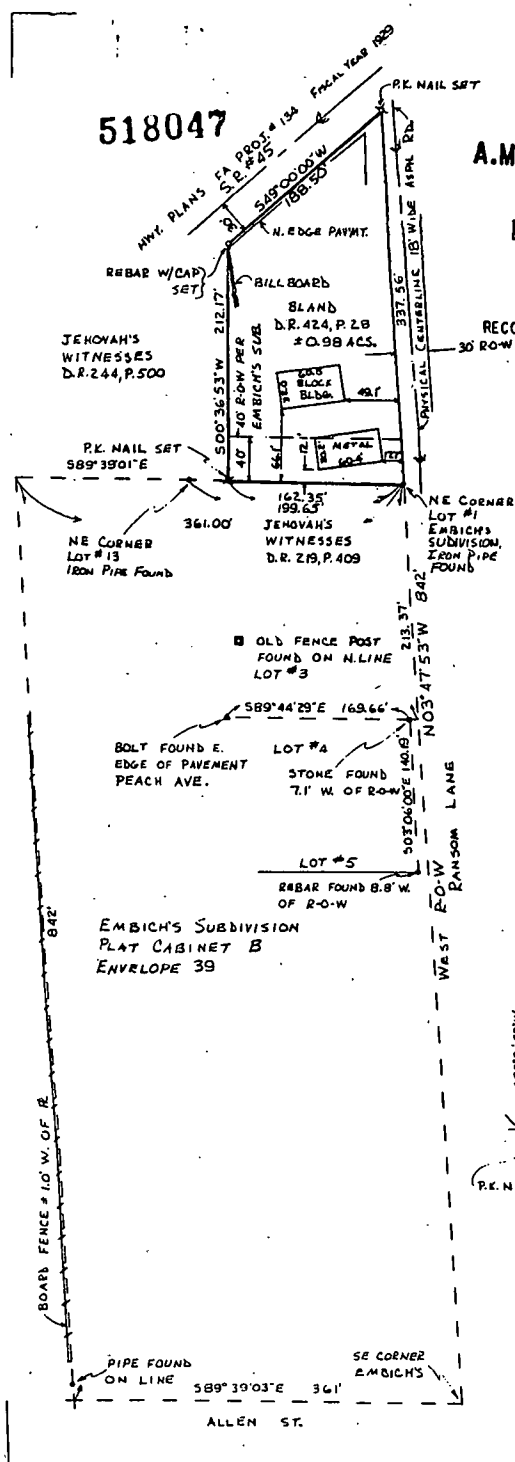 518047
HWY. PLANS FA PROJ. # 134 FISCAL YEAR 1929
S.R. #45
P.K. NAIL SET
A.M
S49°00'00"W
188.50'
30'
N. EDGE PAVMT.
18' WIDE ASPH. RD.
REBAR W/CAP
SET
BILLBOARD
BLAND
D.R. 424, P. 28
±0.98 ACS.
337.56'
PHYSICAL CENTERLINE
RECO
30' R-O-W
JEHOVAH'S
WITNESSES
D.R. 244, P. 500
S00°36'53"W 212.17'
40' R-O-W PER
EMBICH'S SUB.
60.0
BLOCK
BLDG.
49.1'
METAL
60.4'
40'
66.1'
12'
P.K. NAIL SET
S89°39'01"E
162.35'
199.65'
361.00'
JEHOVAH'S
WITNESSES
D.R. 219, P. 409
NE CORNER
LOT #13
IRON PIPE FOUND
NE CORNER
LOT #1
EMBICH'S
SUBDIVISION,
IRON PIPE
FOUND
OLD FENCE POST
FOUND ON N. LINE
LOT #3
213.37'
N03°47'53"W 842'
S89°44'29"E 169.66'
BOLT FOUND E.
EDGE OF PAVEMENT
PEACH AVE.
LOT #4
STONE FOUND
7.1' W. OF R-O-W
S03°06'00"E 140.19'
LOT #5
REBAR FOUND 8.8' W.
OF R-O-W
WEST R-O-W
RANSOM LANE
842'
EMBICH'S SUBDIVISION
PLAT CABINET B
ENVELOPE 39
BOARD FENCE ± 1.0' W. OF
P.K. N
PIPE FOUND
ON LINE
S89°39'03"E 361'
SE CORNER
EMBICH'S
ALLEN ST.